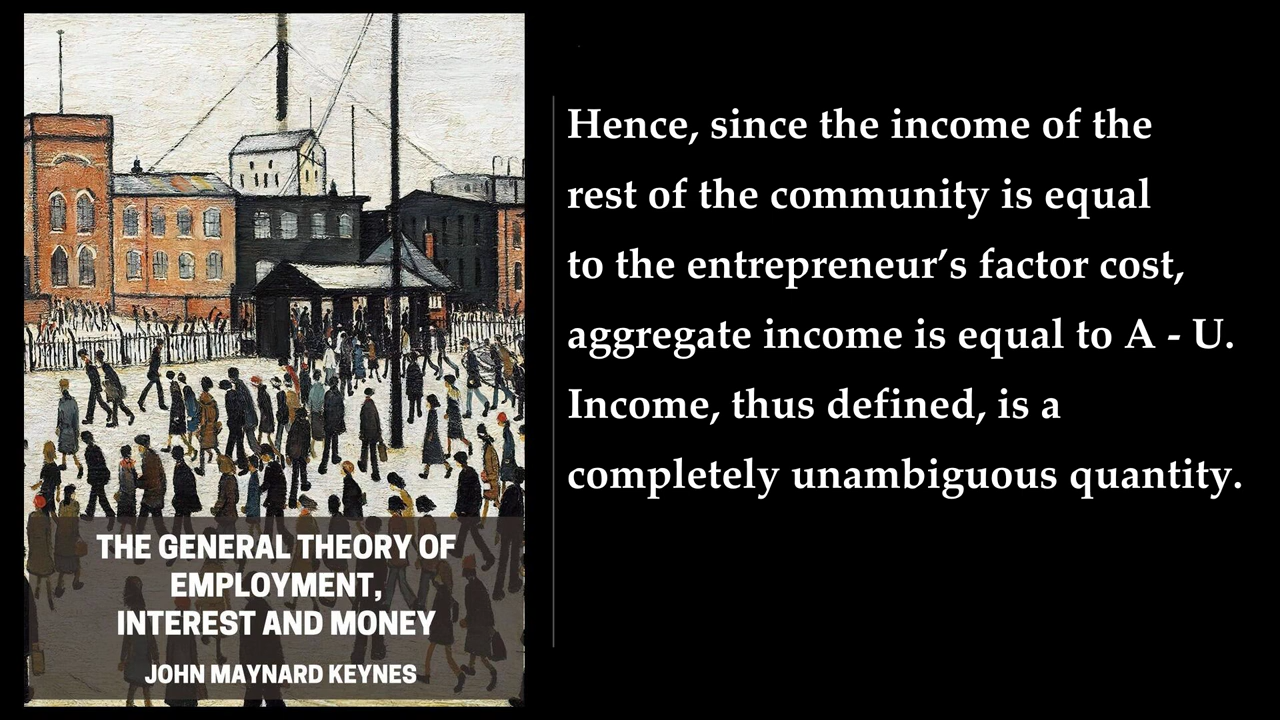 THE GENERAL THEORY OF
EMPLOYMENT,
INTEREST AND MONEY
JOHN MAYNARD KEYNES
Hence, since the income of the
rest of the community is equal
to the entrepreneur’s factor cost,
aggregate income is equal to A - U.
Income, thus defined, is a
completely unambiguous quantity.